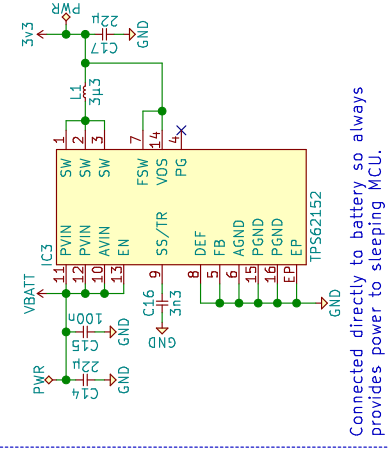 VBATT
3v3
PWR
PWR
C14
22µ
GND
C15
100n
GND
C16
3n3
GND
C17
22µ
GND
L1
3µ3
IC3
TPS62152
11
PVIN
12
PVIN
10
AVIN
13
EN
9
SS/TR
8
DEF
5
FB
6
AGND
15
PGND
16
PGND
EP
EP
SW
1
SW
2
SW
3
FSW
7
VOS
14
PG
4
GND
Connected directly to battery so always
provides power to sleeping MCU.